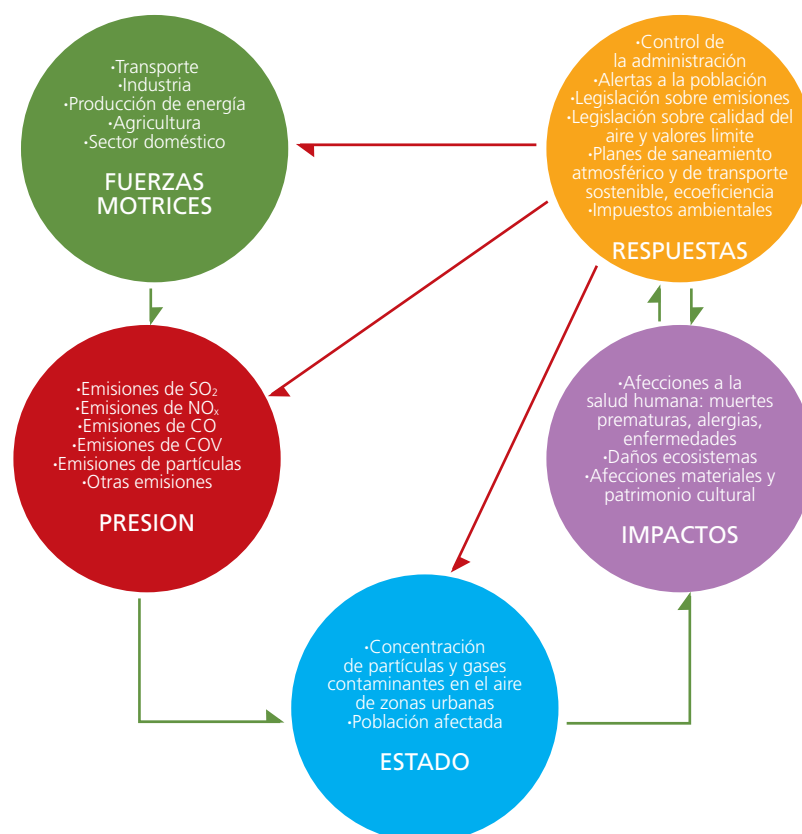 •Transporte
•Industria
•Producción de energía
•Agricultura
•Sector doméstico
FUERZAS
MOTRICES
•Control de
la administración
•Alertas a la población
•Legislación sobre emisiones
•Legislación sobre calidad del
aire y valores limite
•Planes de saneamiento
atmosférico y de transporte
sostenible, ecoeficiencia
•Impuestos ambientales
RESPUESTAS
•Emisiones de SO₂
•Emisiones de NOₓ
•Emisiones de CO
•Emisiones de COV
•Emisiones de partículas
•Otras emisiones
PRESION
•Afecciones a la
salud humana: muertes
prematuras, alergias,
enfermedades
•Daños ecosistemas
•Afecciones materiales y
patrimonio cultural
IMPACTOS
•Concentración
de partículas y gases
contaminantes en el aire
de zonas urbanas
•Población afectada
ESTADO